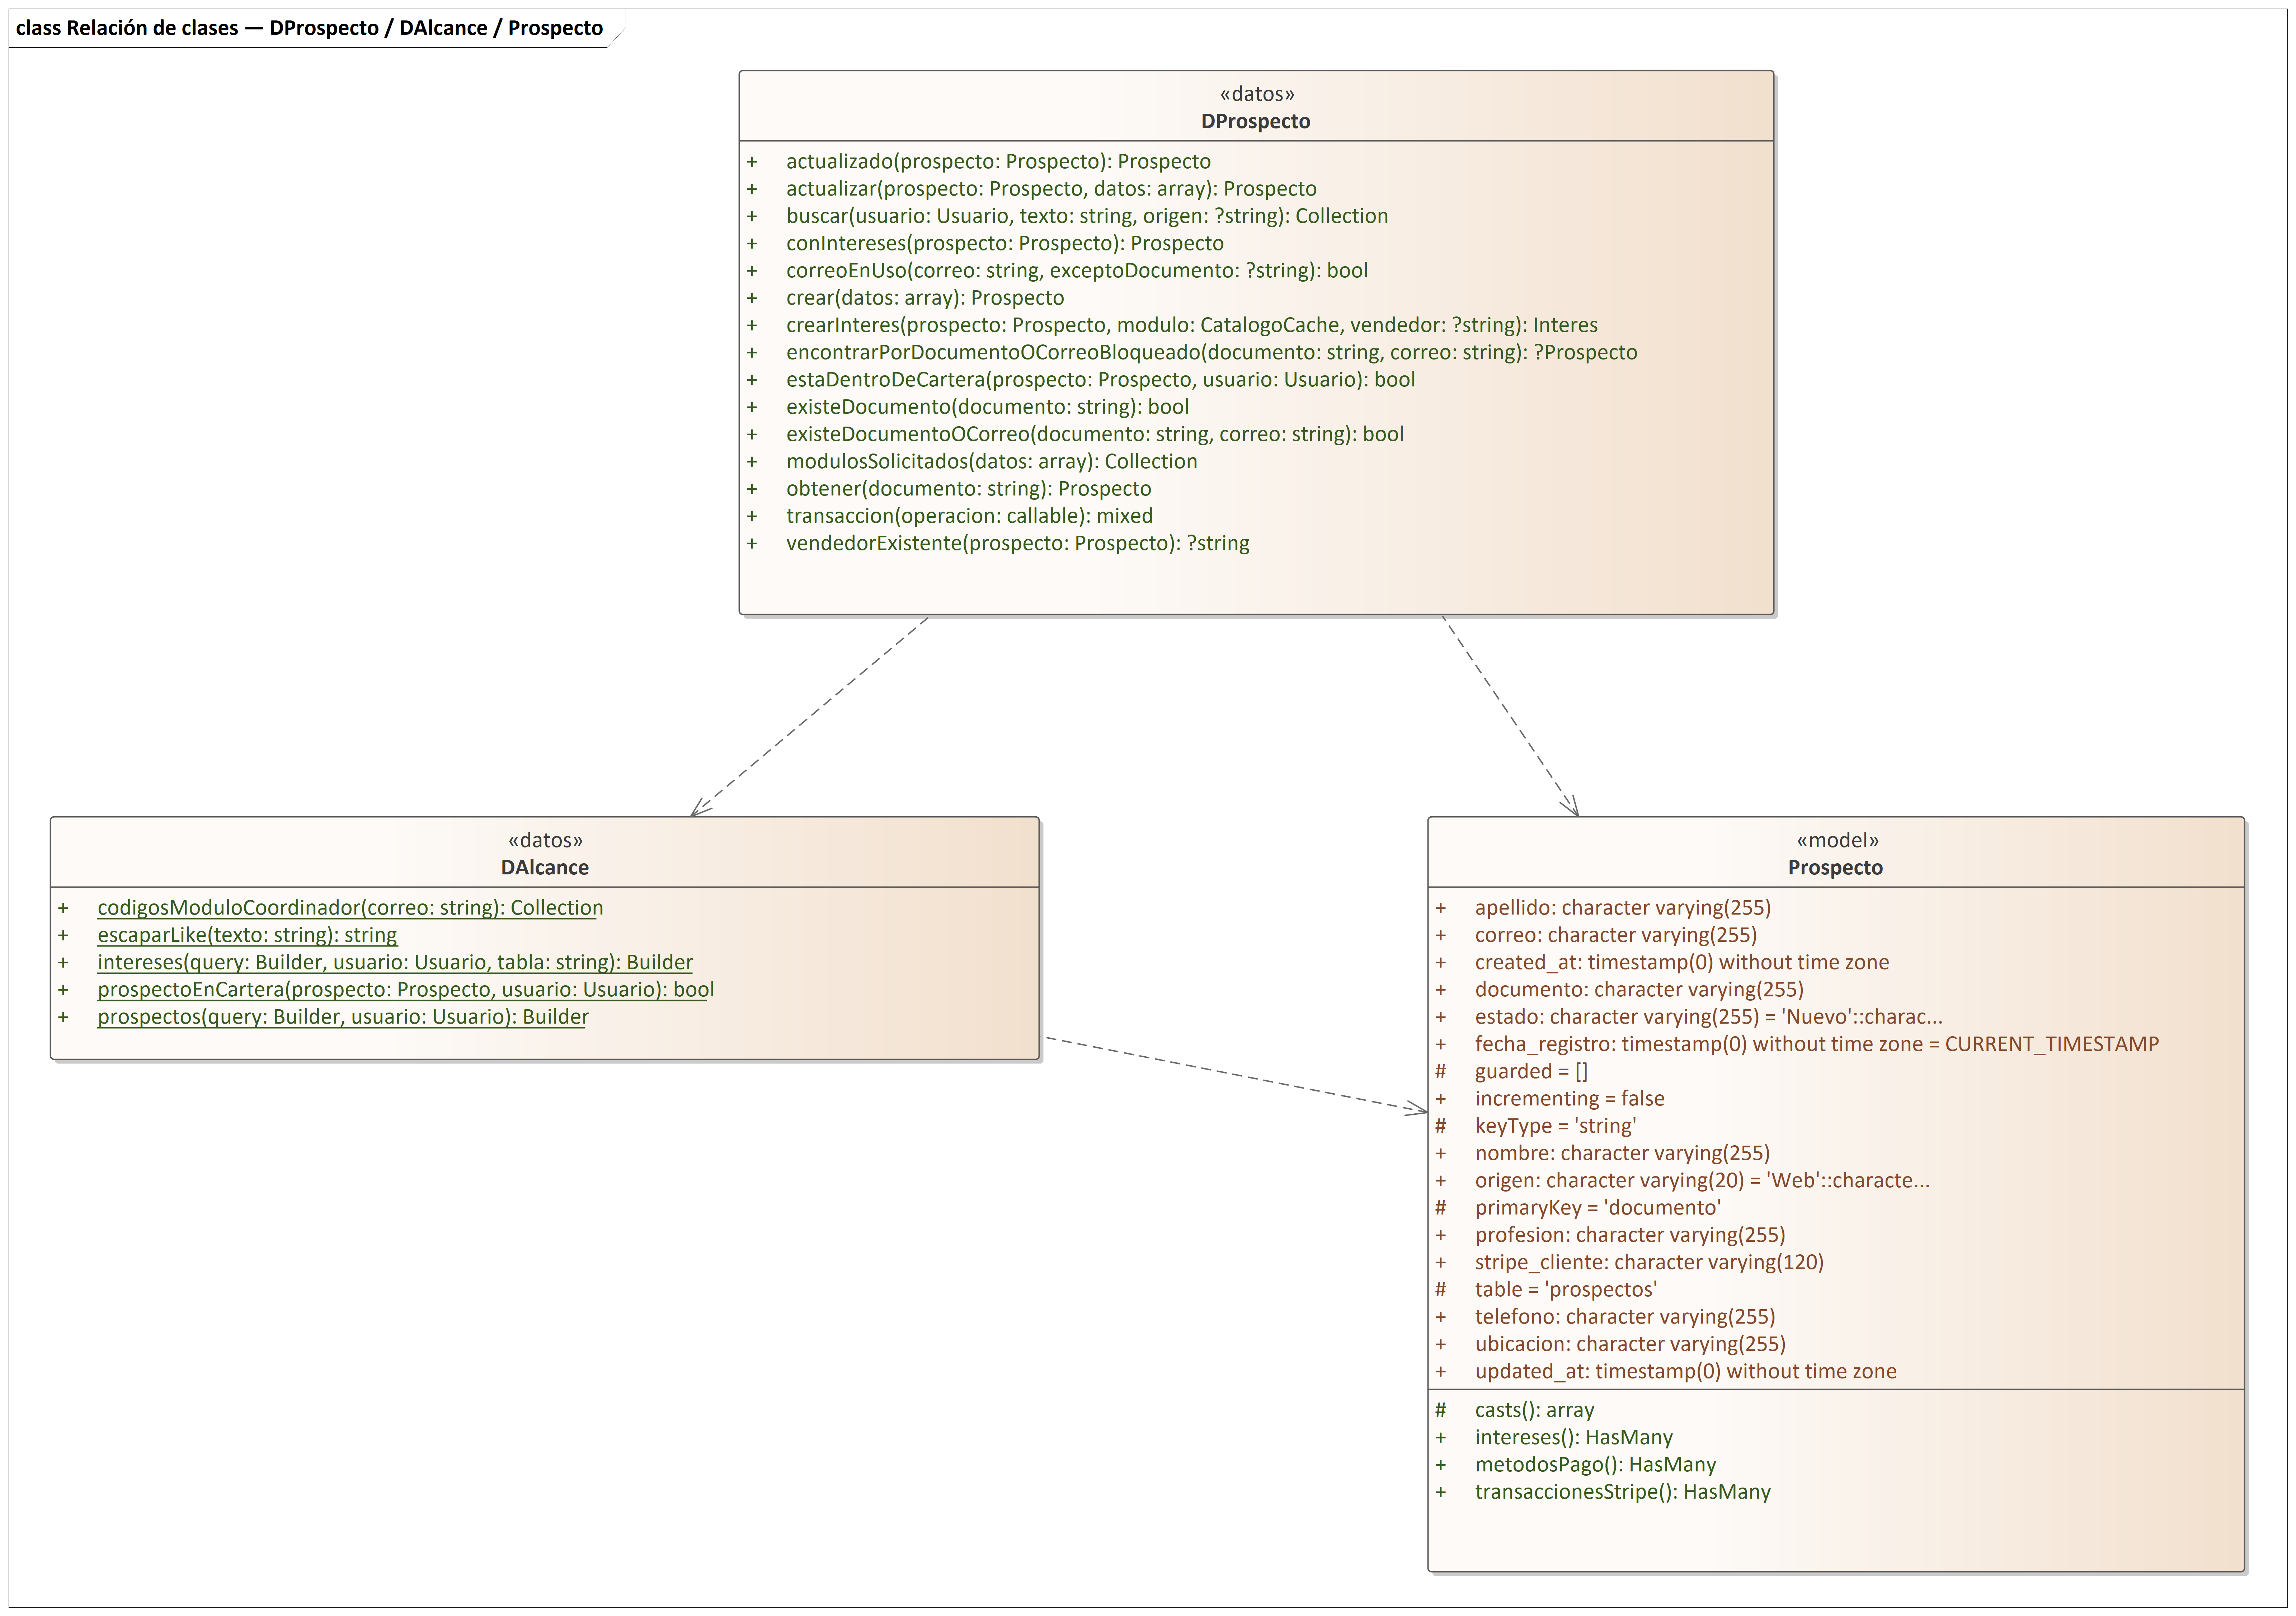 class Relación de clases — DProspecto / DAlcance / Prospecto
«datos»
DProspecto
+ actualizado(prospecto: Prospecto): Prospecto
+ actualizar(prospecto: Prospecto, datos: array): Prospecto
+ buscar(usuario: Usuario, texto: string, origen: ?string): Collection
+ conIntereses(prospecto: Prospecto): Prospecto
+ correoEnUso(correo: string, exceptoDocumento: ?string): bool
+ crear(datos: array): Prospecto
+ crearInteres(prospecto: Prospecto, modulo: CatalogoCache, vendedor: ?string): Interes
+ encontrarPorDocumentoOCorreoBloqueado(documento: string, correo: string): ?Prospecto
+ estaDentroDeCartera(prospecto: Prospecto, usuario: Usuario): bool
+ existeDocumento(documento: string): bool
+ existeDocumentoOCorreo(documento: string, correo: string): bool
+ modulosSolicitados(datos: array): Collection
+ obtener(documento: string): Prospecto
+ transaccion(operacion: callable): mixed
+ vendedorExistente(prospecto: Prospecto): ?string
«datos»
DAlcance
+ codigosModuloCoordinador(correo: string): Collection
+ escaparLike(texto: string): string
+ intereses(query: Builder, usuario: Usuario, tabla: string): Builder
+ prospectoEnCartera(prospecto: Prospecto, usuario: Usuario): bool
+ prospectos(query: Builder, usuario: Usuario): Builder
«model»
Prospecto
+ apellido: character varying(255)
+ correo: character varying(255)
+ created_at: timestamp(0) without time zone
+ documento: character varying(255)
+ estado: character varying(255) = 'Nuevo'::charac...
+ fecha_registro: timestamp(0) without time zone = CURRENT_TIMESTAMP
# guarded = []
+ incrementing = false
# keyType = 'string'
+ nombre: character varying(255)
+ origen: character varying(20) = 'Web'::characte...
# primaryKey = 'documento'
+ profesion: character varying(255)
+ stripe_cliente: character varying(120)
# table = 'prospectos'
+ telefono: character varying(255)
+ ubicacion: character varying(255)
+ updated_at: timestamp(0) without time zone
# casts(): array
+ intereses(): HasMany
+ metodosPago(): HasMany
+ transaccionesStripe(): HasMany